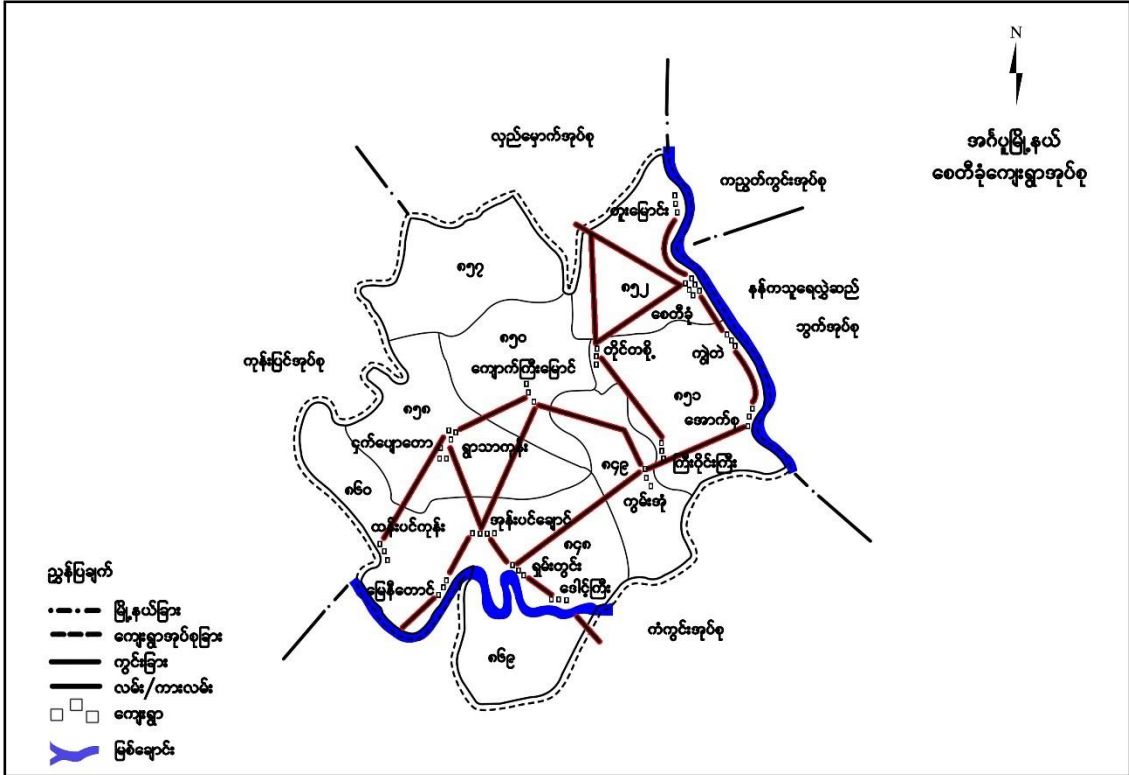 N
အင်္ဂပူမြို့နယ်
စေတီခုံကျေးရွာအုပ်စု
လှည်မှောက်အုပ်စု
ကညွတ်ကွင်းအုပ်စု
တူးမြောင်း
၈၅၇
၈၅၂
နန်ကသူရေလွှဲဆည်
ဘွက်အုပ်စု
စေတီခုံ
၈၅၀
တိုင်တစို့
ကျွဲတဲ
ကုန်းပြင်အုပ်စု
ကျောက်ကြီးမြောင်
၈၅၁
၈၅၈
အောက်စု
ငှက်ပျောတော
ရွာသာကုန်း
၈၄၉
ကြီးဝိုင်းကြီး
၈၆၀
ကွမ်းအုံ
ထန်းပင်ကုန်း
အုန်းပင်ချောင်
၈၄၈
ရှမ်းကွင်း
မြေနီတောင်
ဒေါင့်ကြီး
ကံကွင်းအုပ်စု
၈၆၉
ညွှန်ပြချက်
မြို့နယ်ခြား
ကျေးရွာအုပ်စုခြား
ကွင်းခြား
လမ်း/ကားလမ်း
ကျေးရွာ
မြစ်ချောင်း